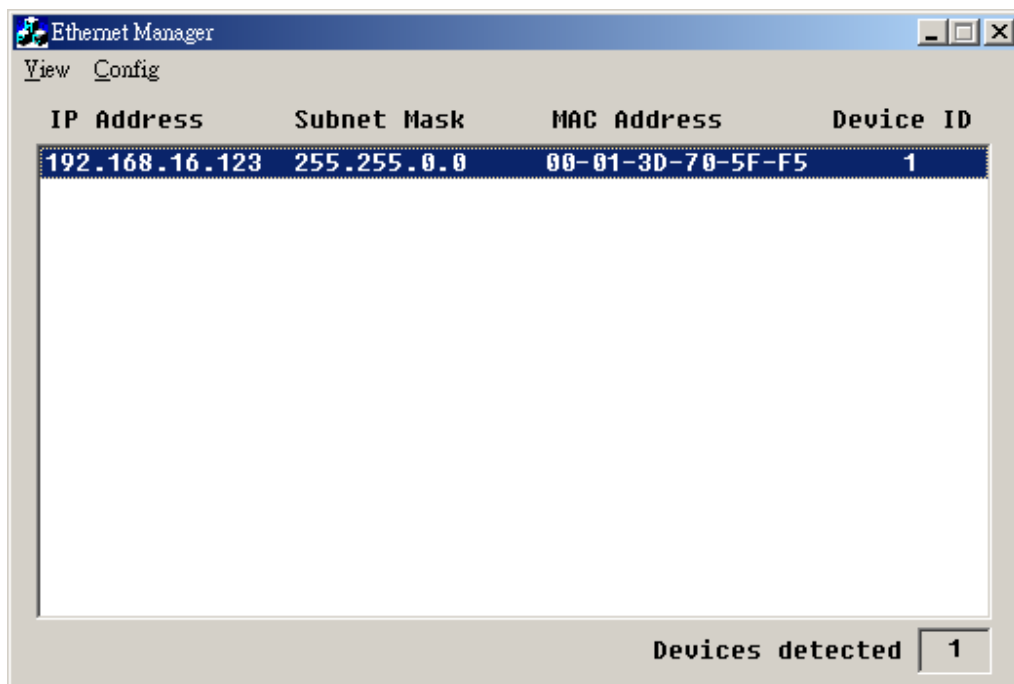 Ethernet Manager
View Config
IP Address Subnet Mask MAC Address Device ID
192.168.16.123 255.255.0.0 00-01-3D-70-5F-F5 1
Devices detected 1